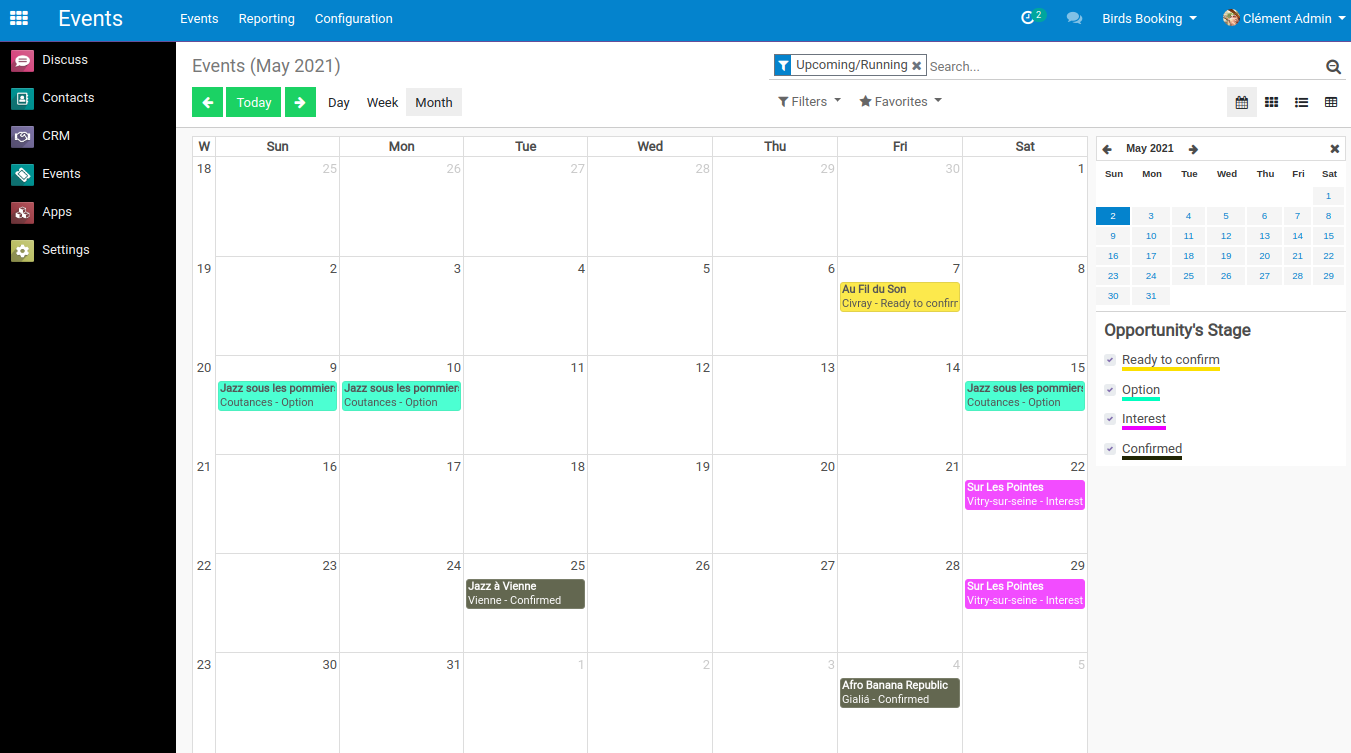 Events
Events Reporting Configuration
2
Birds Booking
Clément Admin
Discuss
Contacts
CRM
Events
Apps
Settings
Events (May 2021)
Upcoming/Running
Search...
Today
Day Week Month
Filters Favorites
W Sun Mon Tue Wed Thu Fri Sat
18 25 26 27 28 29 30 1
19 2 3 4 5 6 7 8
Au Fil du Son
Civray - Ready to confirm
20 9 10 11 12 13 14 15
Jazz sous les pommiers Jazz sous les pommiers Jazz sous les pommiers
Coutances - Option Coutances - Option Coutances - Option
21 16 17 18 19 20 21 22
Sur Les Pointes
Vitry-sur-seine - Interest
22 23 24 25 26 27 28 29
Jazz à Vienne Sur Les Pointes
Vienne - Confirmed Vitry-sur-seine - Interest
23 30 31 1 2 3 4 5
Afro Banana Republic
Gialiá - Confirmed
May 2021
Sun Mon Tue Wed Thu Fri Sat
1
2 3 4 5 6 7 8
9 10 11 12 13 14 15
16 17 18 19 20 21 22
23 24 25 26 27 28 29
30 31
Opportunity's Stage
Ready to confirm
Option
Interest
Confirmed